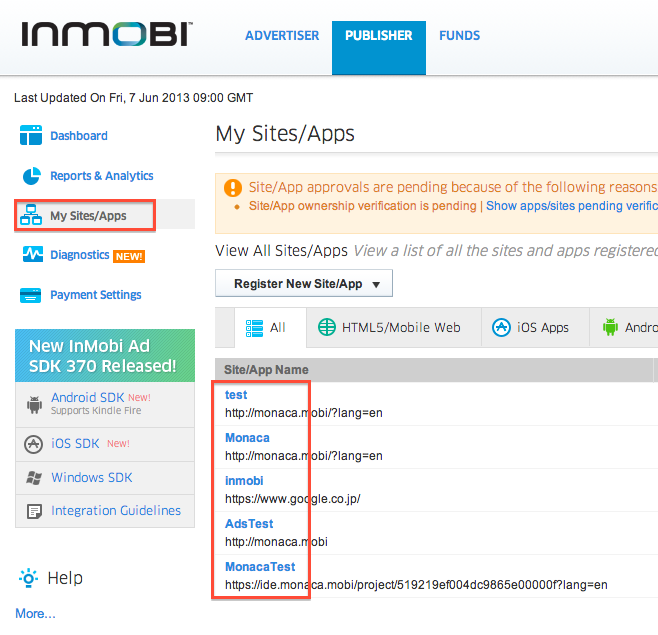 INMOBI™
ADVERTISER
PUBLISHER
FUNDS
Last Updated On Fri, 7 Jun 2013 09:00 GMT
Dashboard
Reports & Analytics
My Sites/Apps
Diagnostics NEW!
Payment Settings
New InMobi Ad
SDK 370 Released!
Android SDK New!
Supports Kindle Fire
iOS SDK New!
Windows SDK
Integration Guidelines
Help
More...
My Sites/Apps
Site/App approvals are pending because of the following reasons
• Site/App ownership verification is pending | Show apps/sites pending verific
View All Sites/Apps View a list of all the sites and apps registered
Register New Site/App ▼
All
HTML5/Mobile Web
iOS Apps
Andro
Site/App Name
test
http://monaca.mobi/?lang=en
Monaca
http://monaca.mobi/?lang=en
inmobi
https://www.google.co.jp/
AdsTest
http://monaca.mobi
MonacaTest
https://ide.monaca.mobi/project/519219ef004dc9865e00000f?lang=en